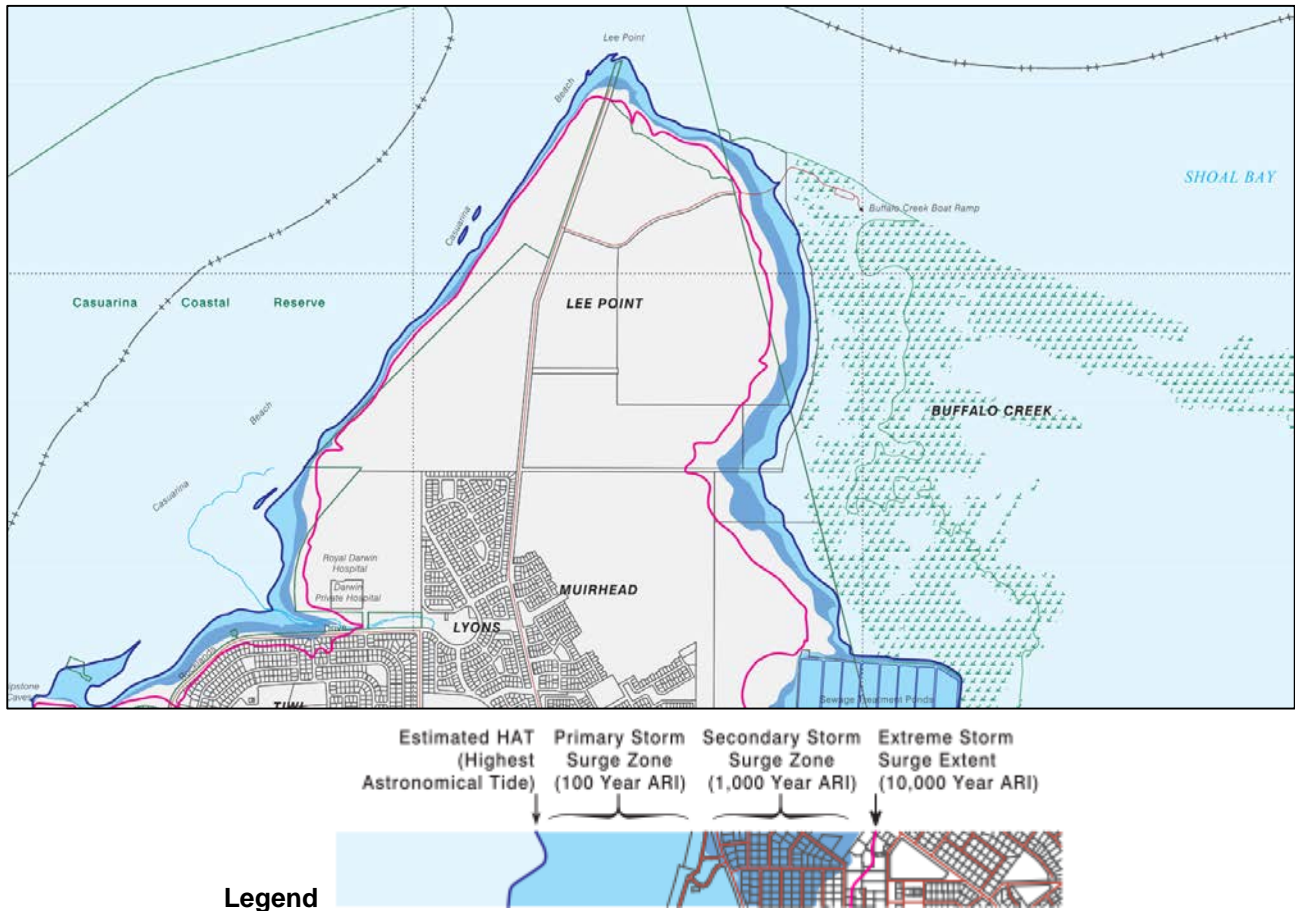 Lee Point
Beach
SHOAL BAY
Buffalo Creek Boat Ramp
Casuarina
Casuarina Coastal Reserve
LEE POINT
Beach
BUFFALO CREEK
Casuarina
Royal Darwin
Hospital
Darwin
Private Hospital
MUIRHEAD
LYONS
Drive
Caves
Sewage Treatment Ponds
TIWI
Estimated HAT
(Highest
Astronomical Tide)
Primary Storm
Surge Zone
(100 Year ARI)
Secondary Storm
Surge Zone
(1,000 Year ARI)
Extreme Storm
Surge Extent
(10,000 Year ARI)
Legend